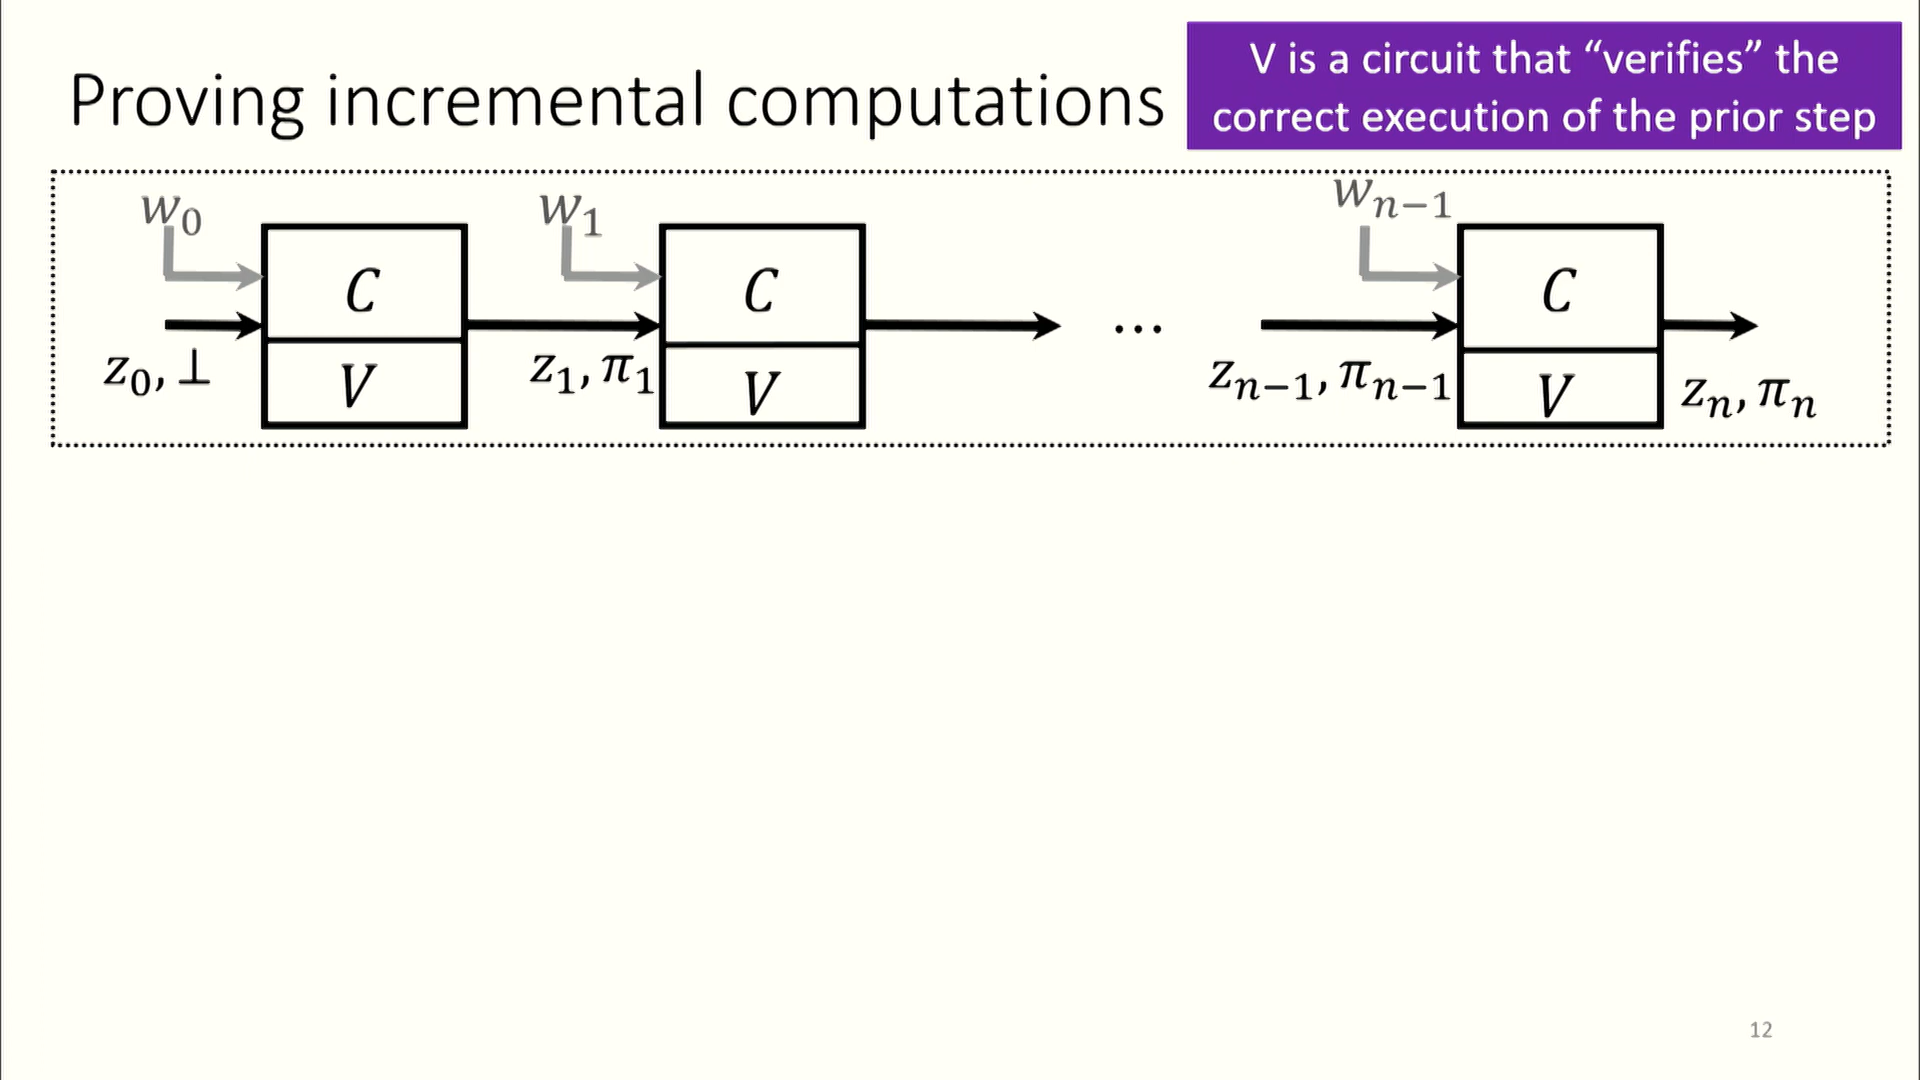 Proving incremental computations
V is a circuit that “verifies” the
correct execution of the prior step
w₀
w₁
wₙ₋₁
C
C
...
C
z₀, ⊥
V
z₁, π₁
V
zₙ₋₁, πₙ₋₁
V
zₙ, πₙ
12